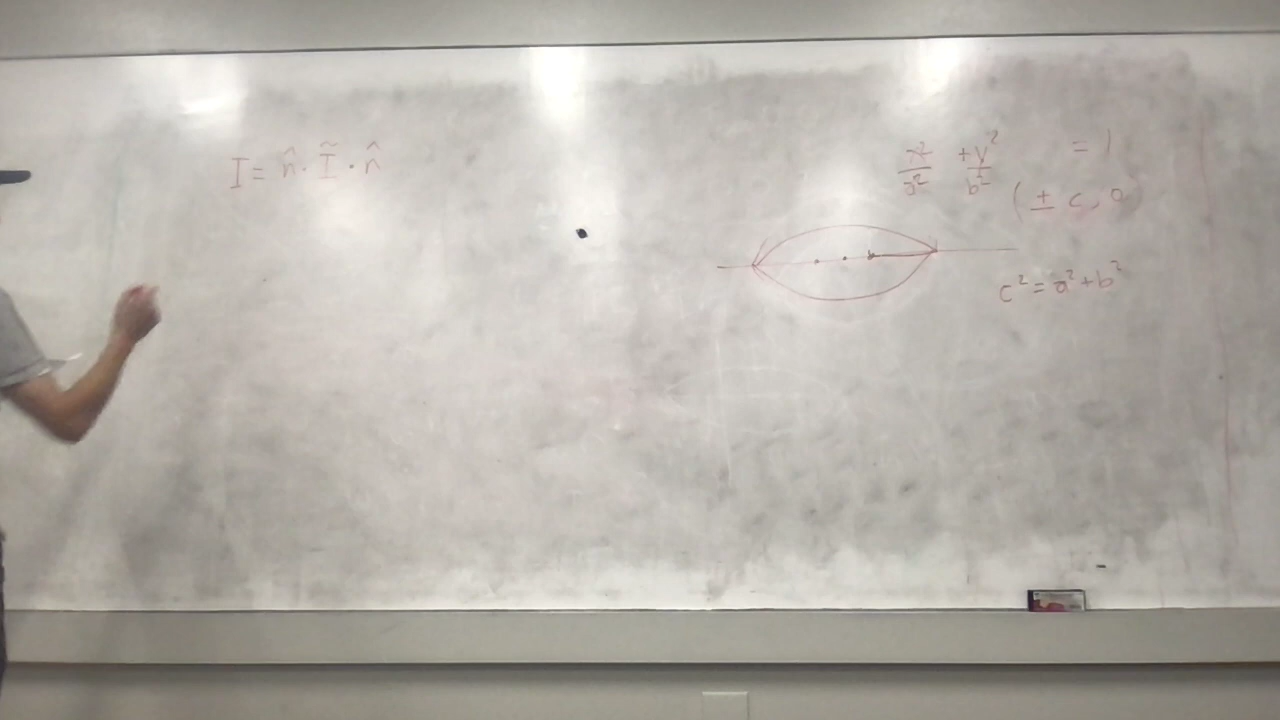 I = n̂ · Ĩ̃ · n̂
x²/a² + y²/b² = 1
(± c, 0)
c² = a² + b²